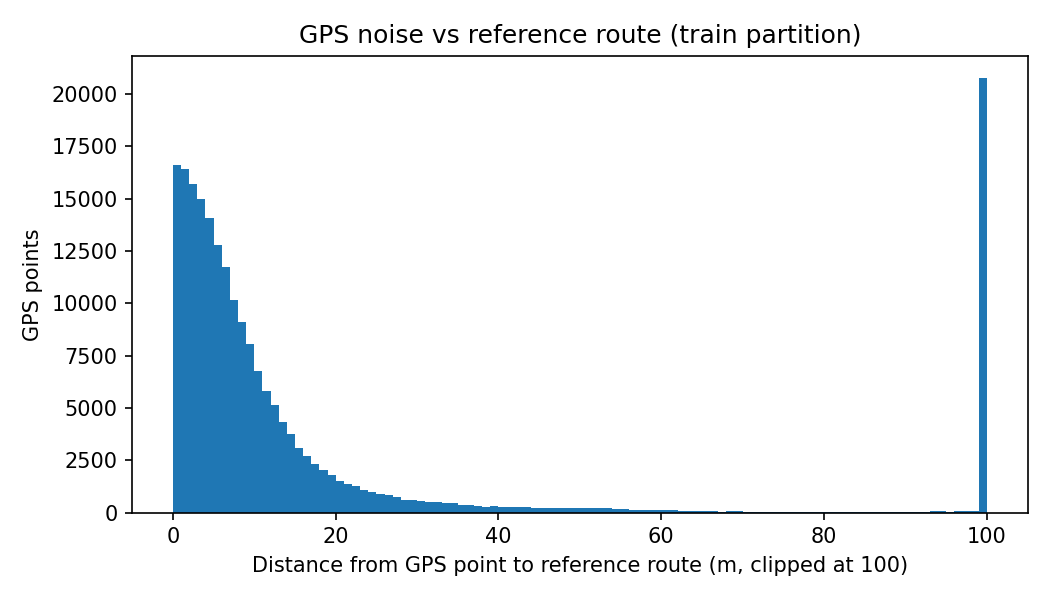 GPS noise vs reference route (train partition)
20000
17500
15000
12500
10000
7500
5000
2500
0
GPS points
0 20 40 60 80 100
Distance from GPS point to reference route (m, clipped at 100)